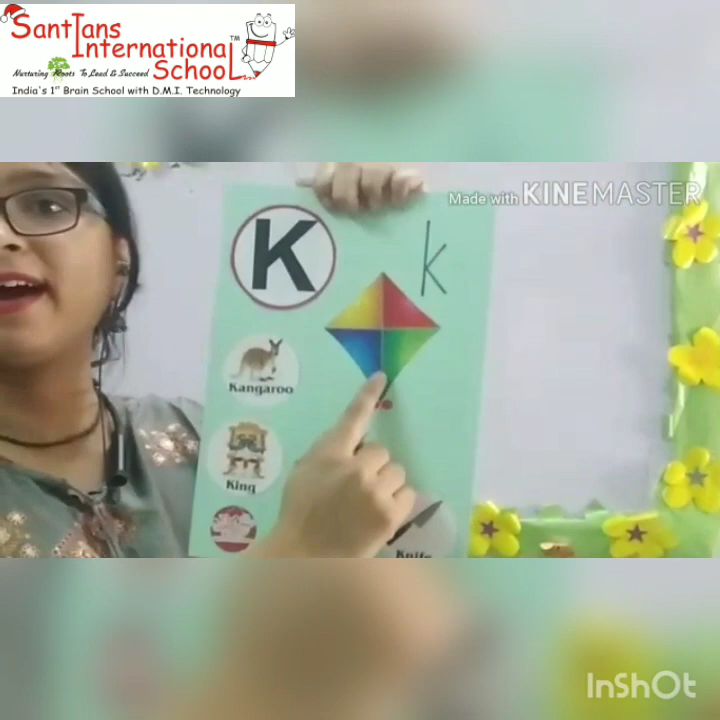 SantJans
International
School
TM
Nurturing Roots To Lead & Succeed
India's 1st Brain School with D.M.I. Technology
Made with KINEMASTER
K
k
Kangaroo
King
Knife
InShOt